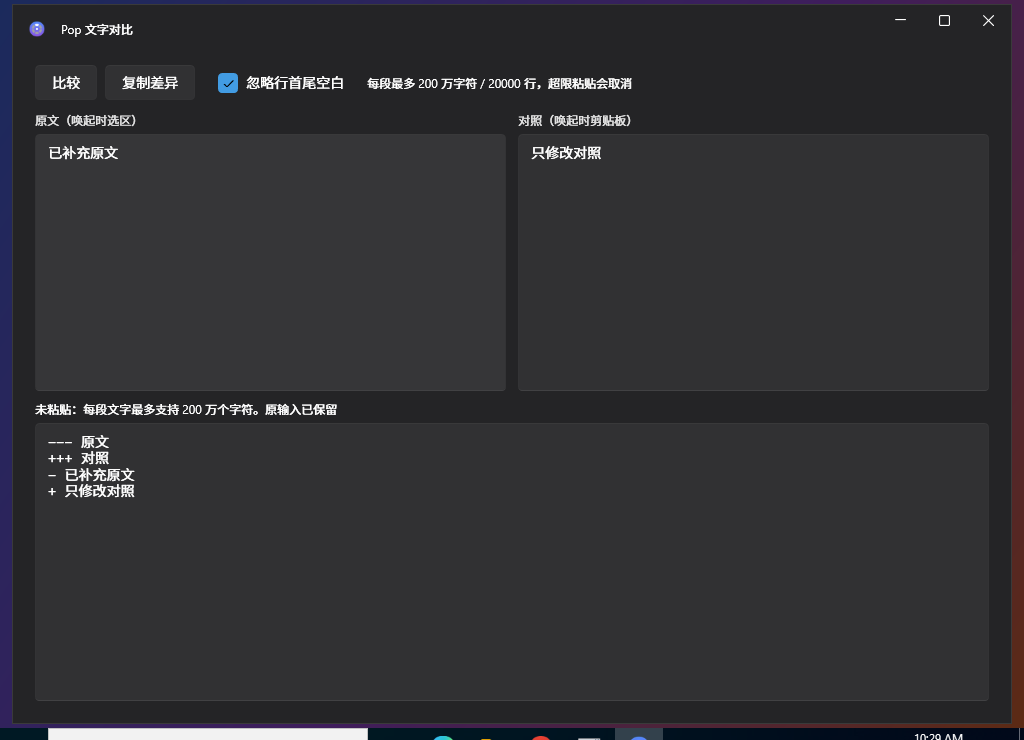 Pop 文字对比
比较 复制差异 忽略行首尾空白 每段最多 200 万字符 / 20000 行，超限粘贴会取消
原文（唤起时选区） 对照（唤起时剪贴板）
已补充原文 只修改对照
未粘贴：每段文字最多支持 200 万个字符。原输入已保留
--- 原文
+++ 对照
- 已补充原文
+ 只修改对照
10:29 AM